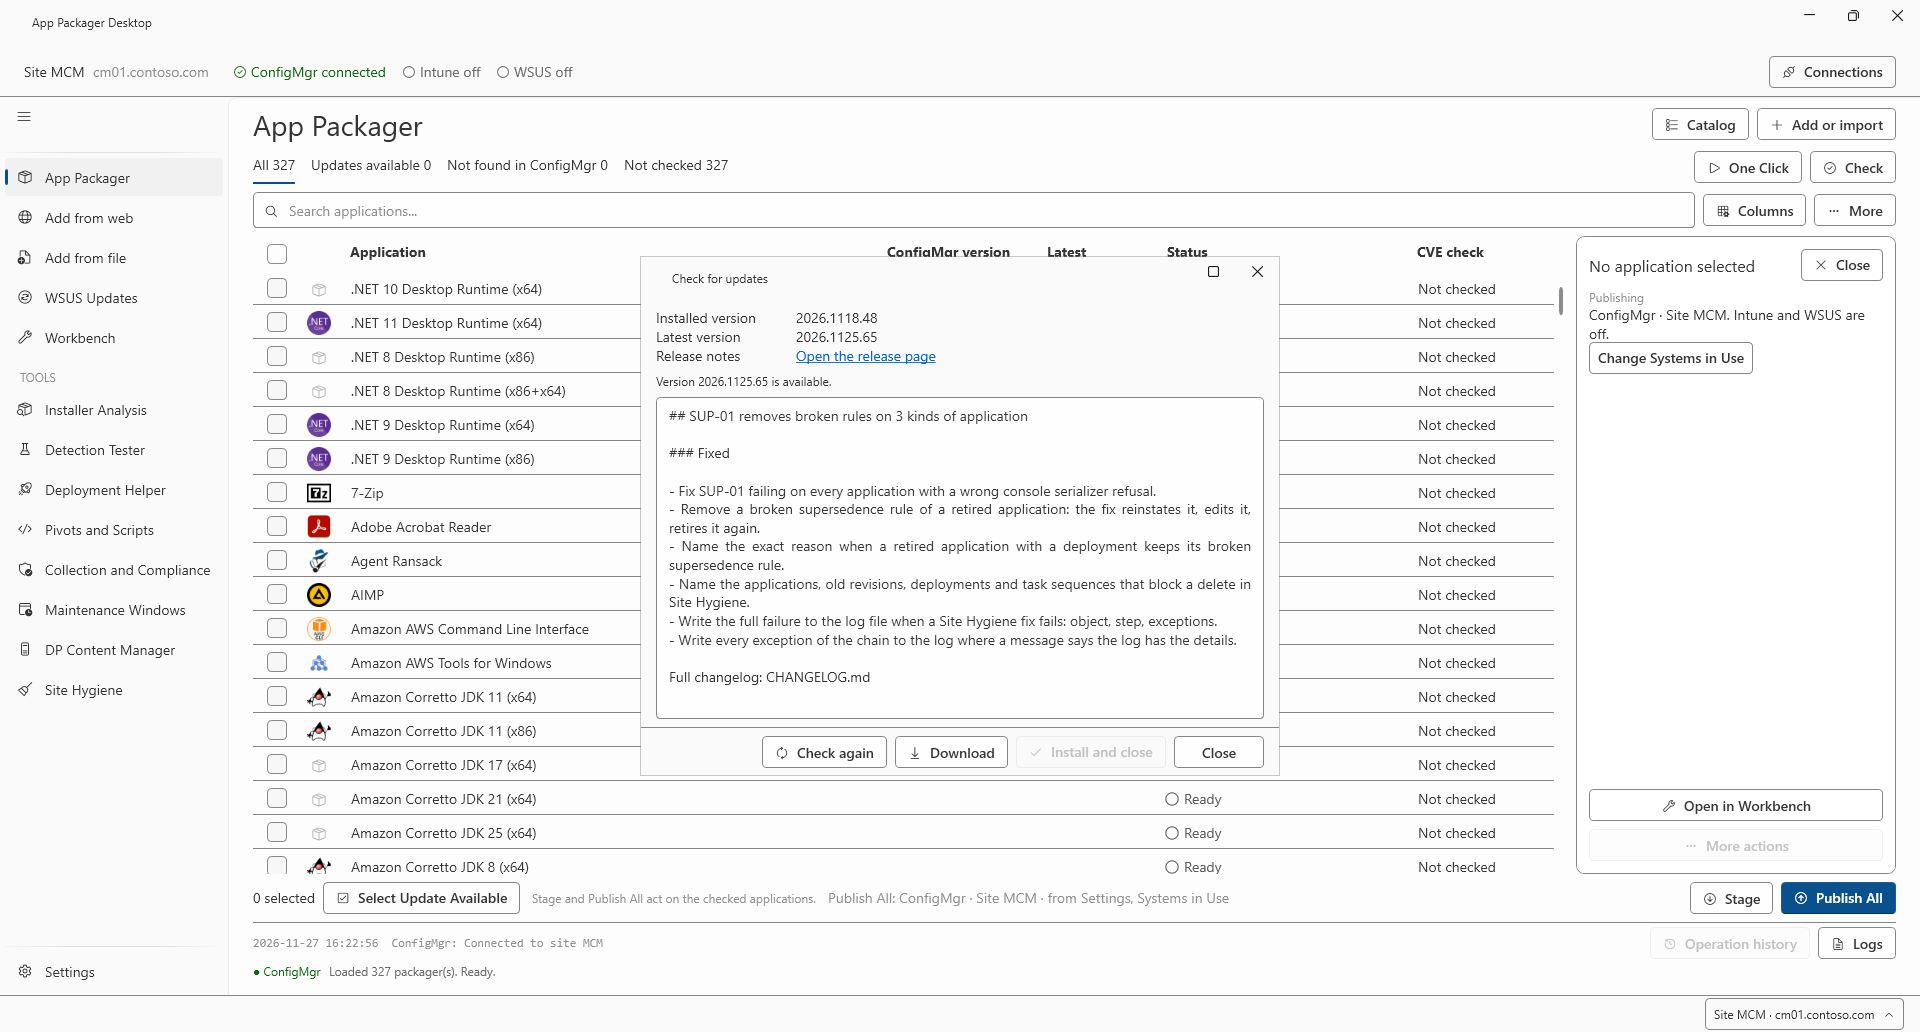 App Packager Desktop
Site MCM cm01.contoso.com ConfigMgr connected Intune off WSUS off Connections
App Packager
Catalog Add or import
All 327 Updates available 0 Not found in ConfigMgr 0 Not checked 327
One Click Check
Search applications...
Columns More
App Packager
Add from web
Add from file
WSUS Updates
Workbench
TOOLS
Installer Analysis
Detection Tester
Deployment Helper
Pivots and Scripts
Collection and Compliance
Maintenance Windows
DP Content Manager
Site Hygiene
Settings
Application ConfigMgr version Latest Status CVE check
.NET 10 Desktop Runtime (x64) Not checked
.NET 11 Desktop Runtime (x64) Not checked
.NET 8 Desktop Runtime (x86) Not checked
.NET 8 Desktop Runtime (x86+x64) Not checked
.NET 9 Desktop Runtime (x64) Not checked
.NET 9 Desktop Runtime (x86) Not checked
7-Zip Not checked
Adobe Acrobat Reader Not checked
Agent Ransack Not checked
AIMP Not checked
Amazon AWS Command Line Interface Not checked
Amazon AWS Tools for Windows Not checked
Amazon Corretto JDK 11 (x64) Not checked
Amazon Corretto JDK 11 (x86) Not checked
Amazon Corretto JDK 17 (x64) Not checked
Amazon Corretto JDK 21 (x64) Ready Not checked
Amazon Corretto JDK 25 (x64) Ready Not checked
Amazon Corretto JDK 8 (x64) Ready Not checked
Check for updates
Installed version 2026.1118.48
Latest version 2026.1125.65
Release notes Open the release page
Version 2026.1125.65 is available.
## SUP-01 removes broken rules on 3 kinds of application
### Fixed
- Fix SUP-01 failing on every application with a wrong console serializer refusal.
- Remove a broken supersedence rule of a retired application: the fix reinstates it, edits it,
retires it again.
- Name the exact reason when a retired application with a deployment keeps its broken
supersedence rule.
- Name the applications, old revisions, deployments and task sequences that block a delete in
Site Hygiene.
- Write the full failure to the log file when a Site Hygiene fix fails: object, step, exceptions.
- Write every exception of the chain to the log where a message says the log has the details.
Full changelog: CHANGELOG.md
Check again Download Install and close Close
No application selected Close
Publishing
ConfigMgr · Site MCM. Intune and WSUS are
off.
Change Systems in Use
Open in Workbench
More actions
0 selected Select Update Available Stage and Publish All act on the checked applications. Publish All: ConfigMgr · Site MCM · from Settings, Systems in Use Stage Publish All
2026-11-27 16:22:56 ConfigMgr: Connected to site MCM Operation history Logs
ConfigMgr Loaded 327 packager(s). Ready.
Site MCM · cm01.contoso.com